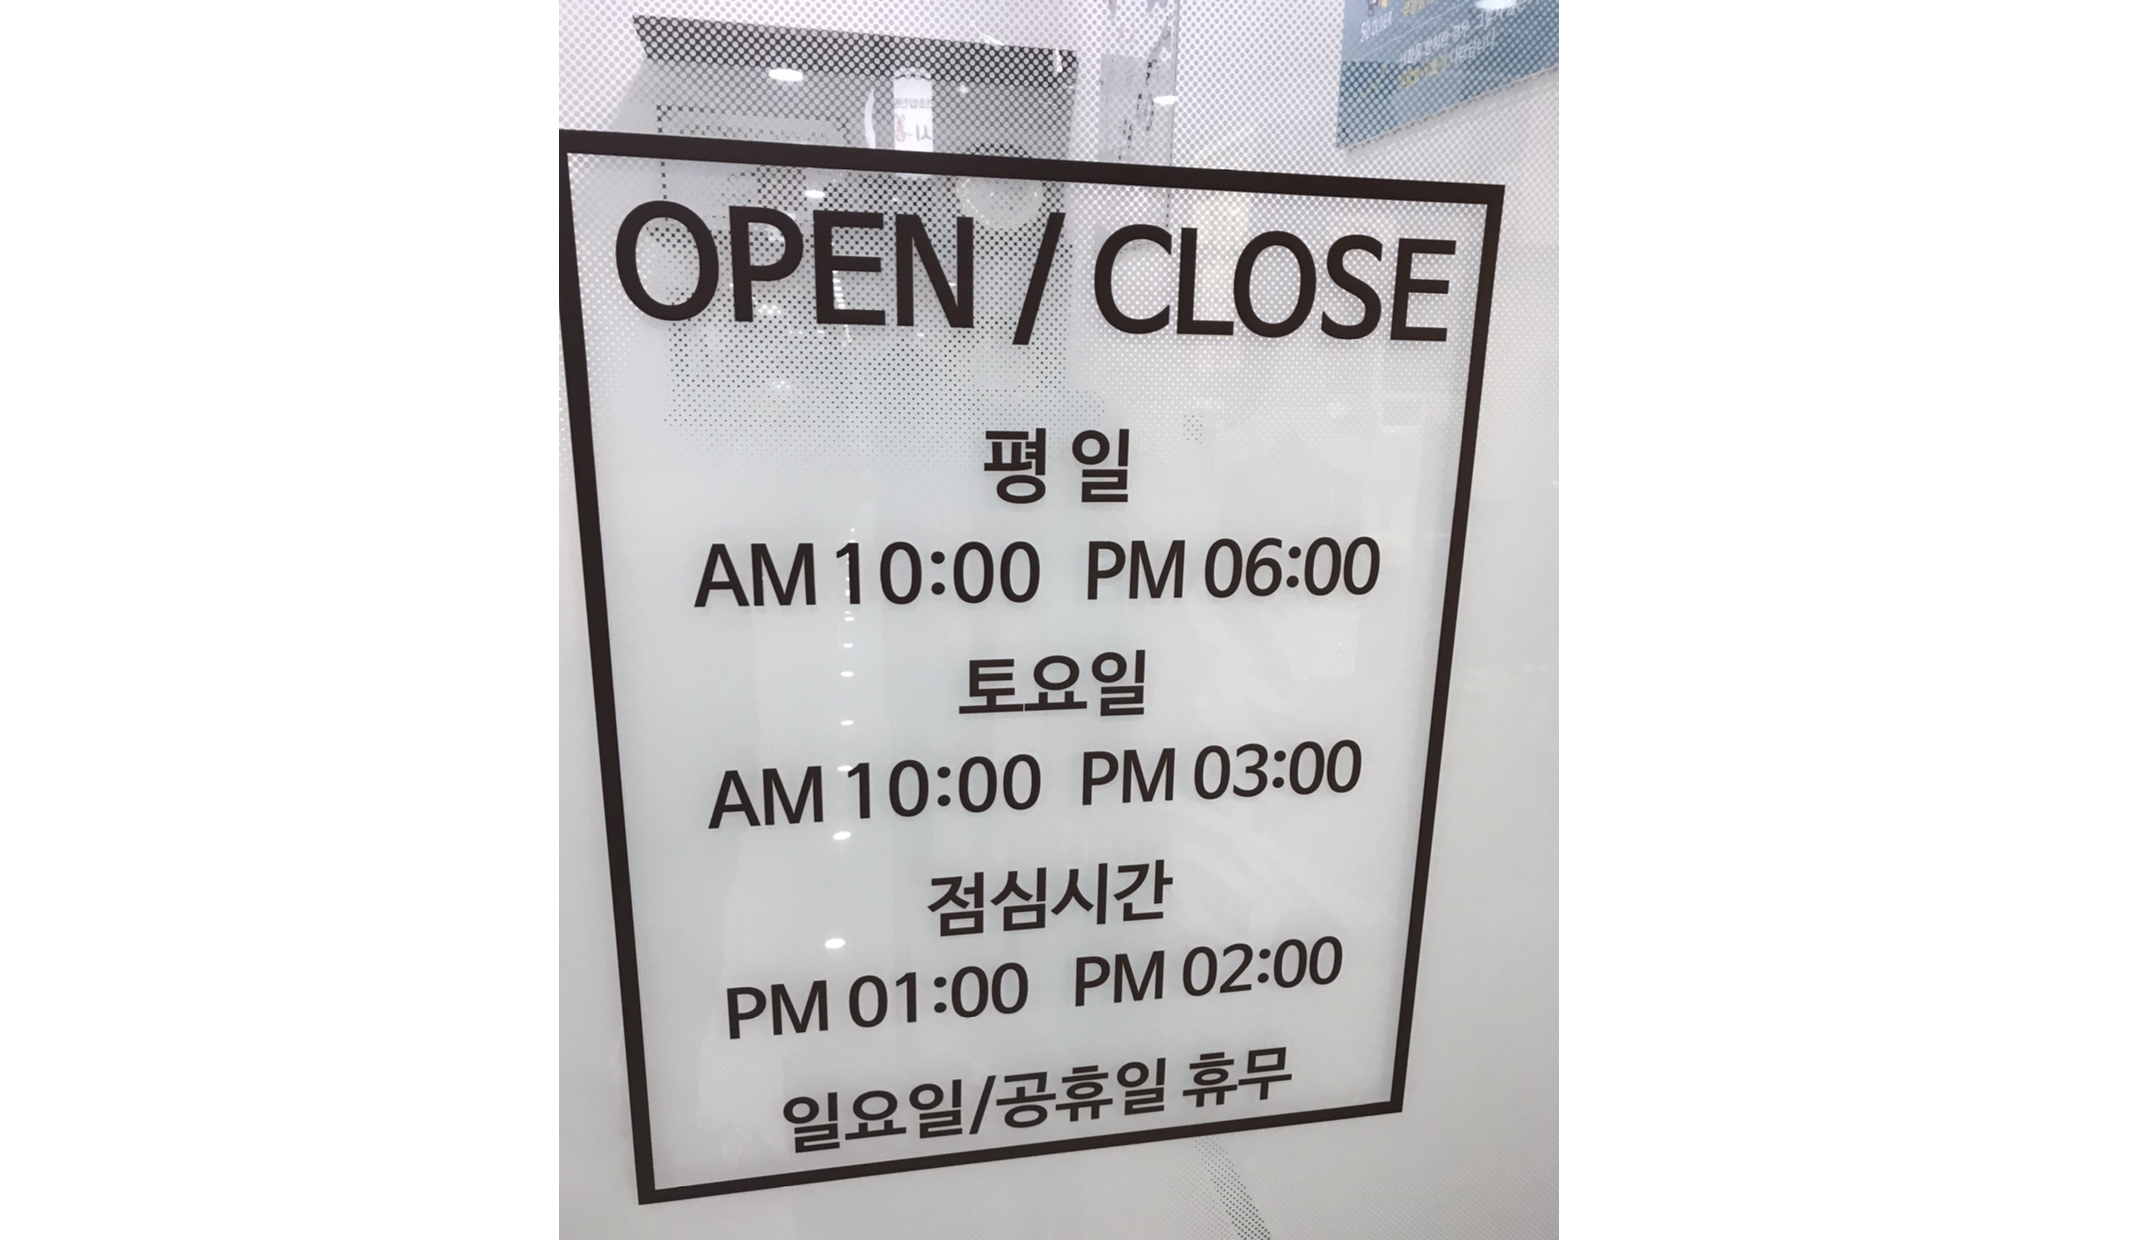 OPEN / CLOSE
평 일
AM 10:00 PM 06:00
토요일
AM 10:00 PM 03:00
점심시간
PM 01:00 PM 02:00
일요일/공휴일 휴무